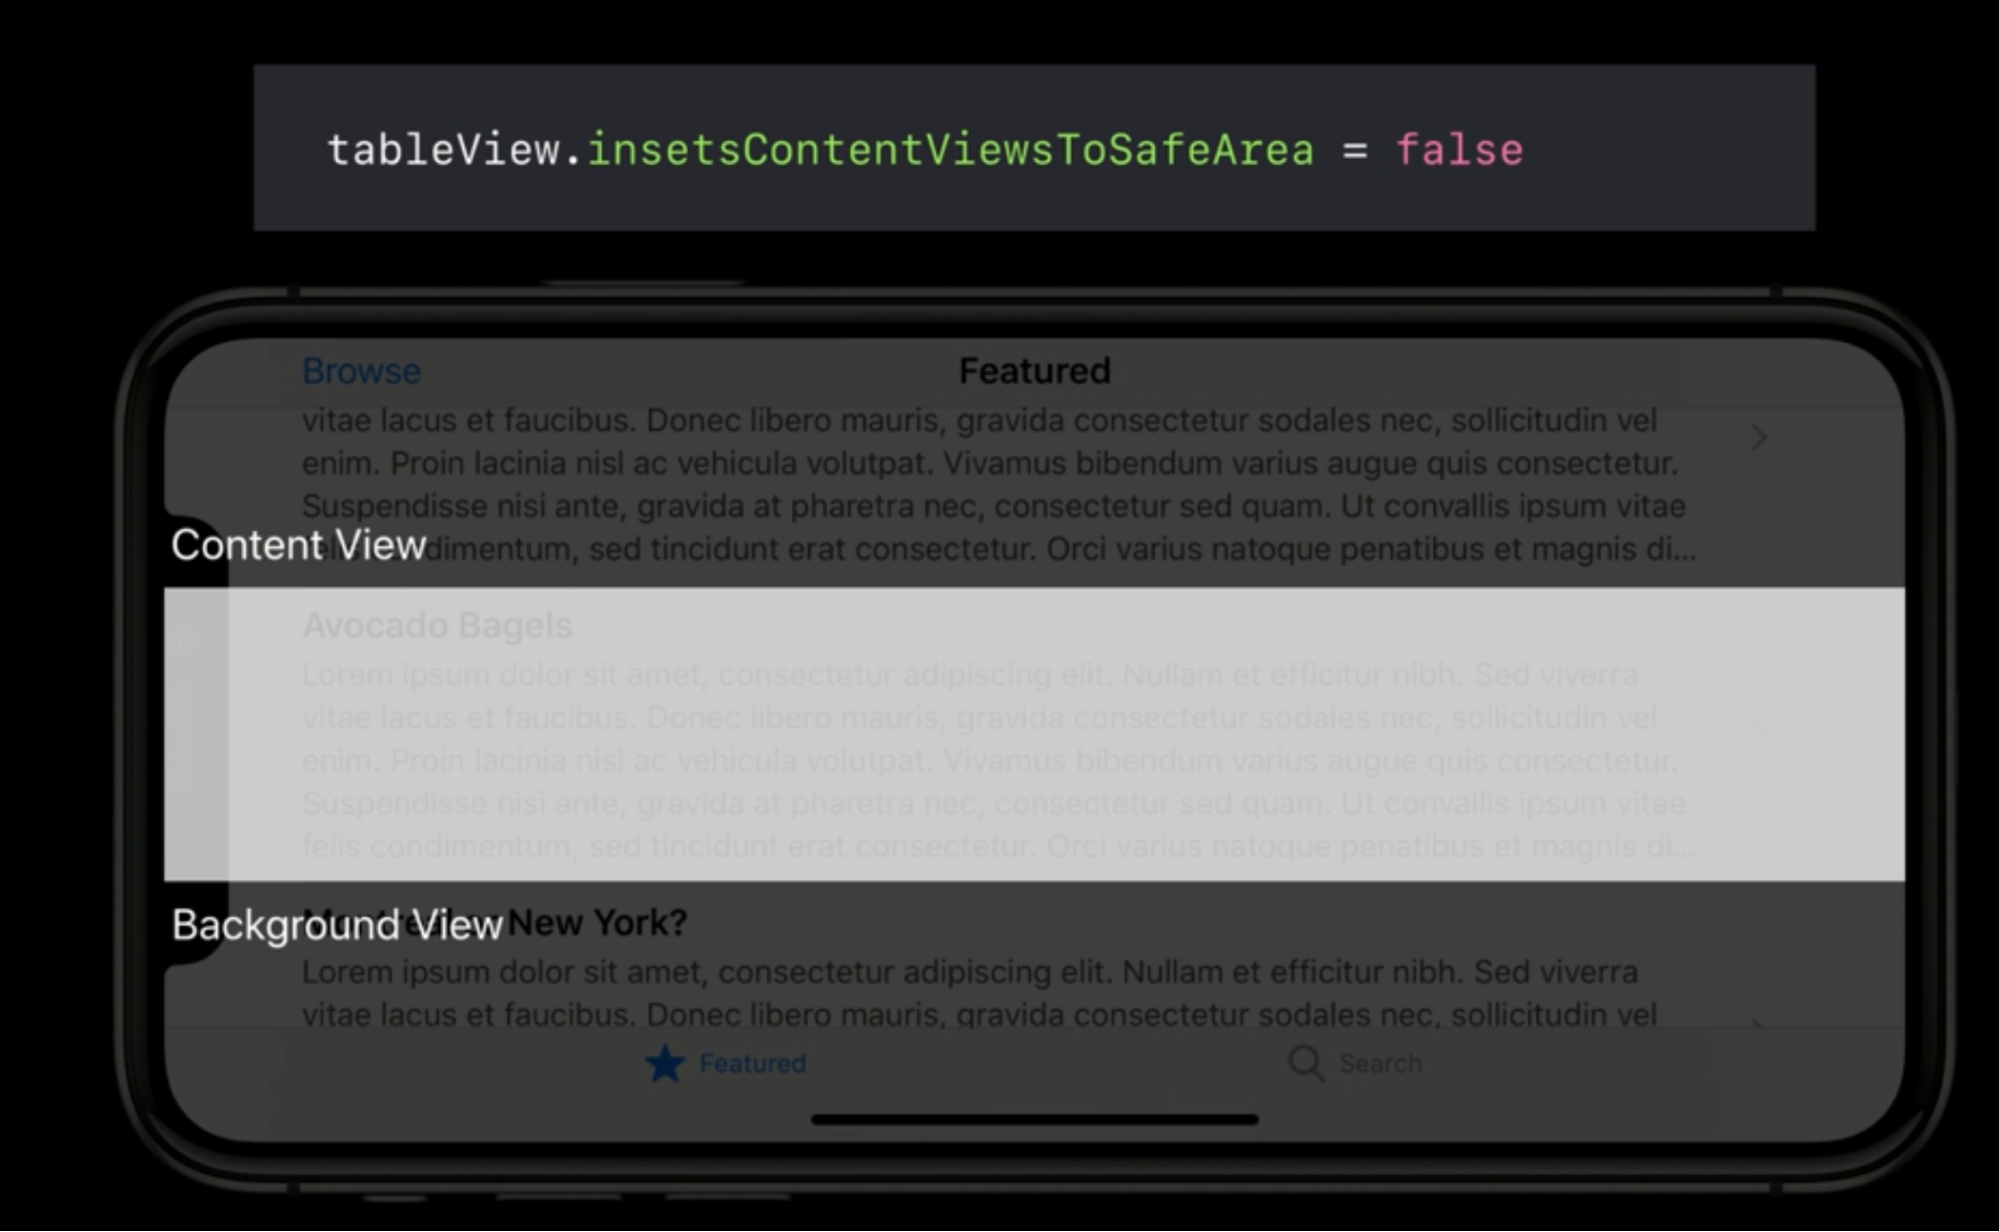 tableView.insetsContentViewsToSafeArea = false
Browse
Featured
vitae lacus et faucibus. Donec libero mauris, gravida consectetur sodales nec, sollicitudin vel
enim. Proin lacinia nisl ac vehicula volutpat. Vivamus bibendum varius augue quis consectetur.
Suspendisse nisi ante, gravida at pharetra nec, consectetur sed quam. Ut convallis ipsum vitae
Content View
dimentum, sed tincidunt erat consectetur. Orci varius natoque penatibus et magnis di...
Avocado Bagels
Lorem ipsum dolor sit amet, consectetur adipiscing elit. Nullam et efficitur nibh. Sed viverra
vitae lacus et faucibus. Donec libero mauris, gravida consectetur sodales nec, sollicitudin vel
enim. Proin lacinia nisl ac vehicula volutpat. Vivamus bibendum varius augue quis consectetur.
Suspendisse nisi ante, gravida at pharetra nec, consectetur sed quam. Ut convallis ipsum vitae
felis condimentum, sed tincidunt erat consectetur. Orci varius natoque penatibus et magnis di...
Background View
New York?
Lorem ipsum dolor sit amet, consectetur adipiscing elit. Nullam et efficitur nibh. Sed viverra
vitae lacus et faucibus. Donec libero mauris, gravida consectetur sodales nec, sollicitudin vel
Featured
Search